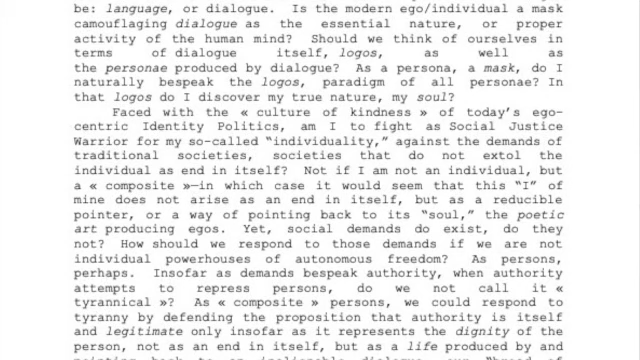 be: language, or dialogue. Is the modern ego/individual a mask
camouflaging dialogue as the essential nature, or proper
activity of the human mind? Should we think of ourselves in
terms of dialogue itself, logos, as well as
the personae produced by dialogue? As a persona, a mask, do I
naturally bespeak the logos, paradigm of all personae? In
that logos do I discover my true nature, my soul?
Faced with the « culture of kindness » of today’s ego-
centric Identity Politics, am I to fight as Social Justice
Warrior for my so-called “individuality,” against the demands of
traditional societies, societies that do not extol the
individual as end in itself? Not if I am not an individual, but
a « composite »—in which case it would seem that this “I” of
mine does not arise as an end in itself, but as a reducible
pointer, or a way of pointing back to its “soul,” the poetic
art producing egos. Yet, social demands do exist, do they
not? How should we respond to those demands if we are not
individual powerhouses of autonomous freedom? As persons,
perhaps. Insofar as demands bespeak authority, when authority
attempts to repress persons, do we not call it «
tyrannical »? As « composite » persons, we could respond to
tyranny by defending the proposition that authority is itself
and legitimate only insofar as it represents the dignity of the
person, not as an end in itself, but as a life produced by and